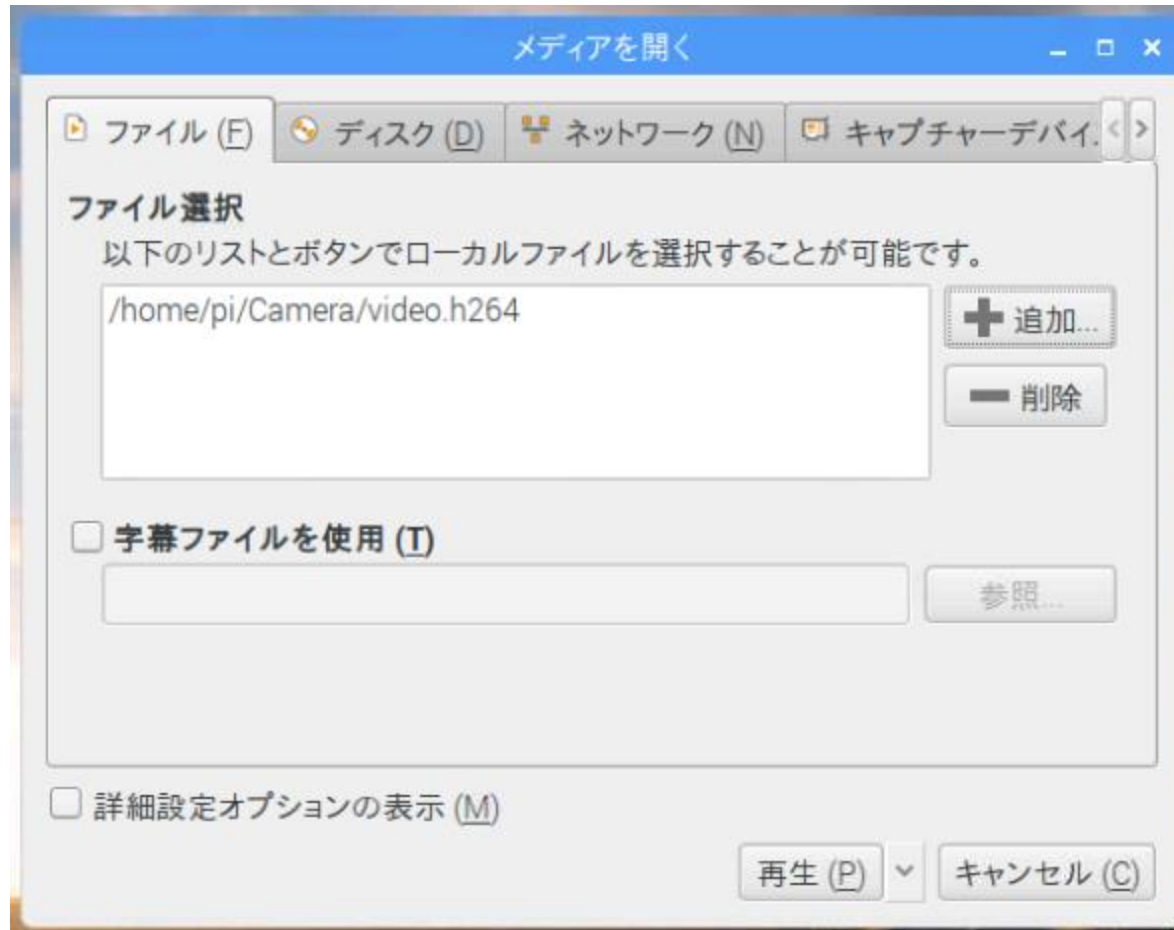 メディアを開く
ファイル (F) ディスク (D) ネットワーク (N) キャプチャーデバイ.
ファイル選択
以下のリストとボタンでローカルファイルを選択することが可能です。
/home/pi/Camera/video.h264
追加...
削除
字幕ファイルを使用 (T)
参照...
詳細設定オプションの表示 (M)
再生 (P) キャンセル (C)